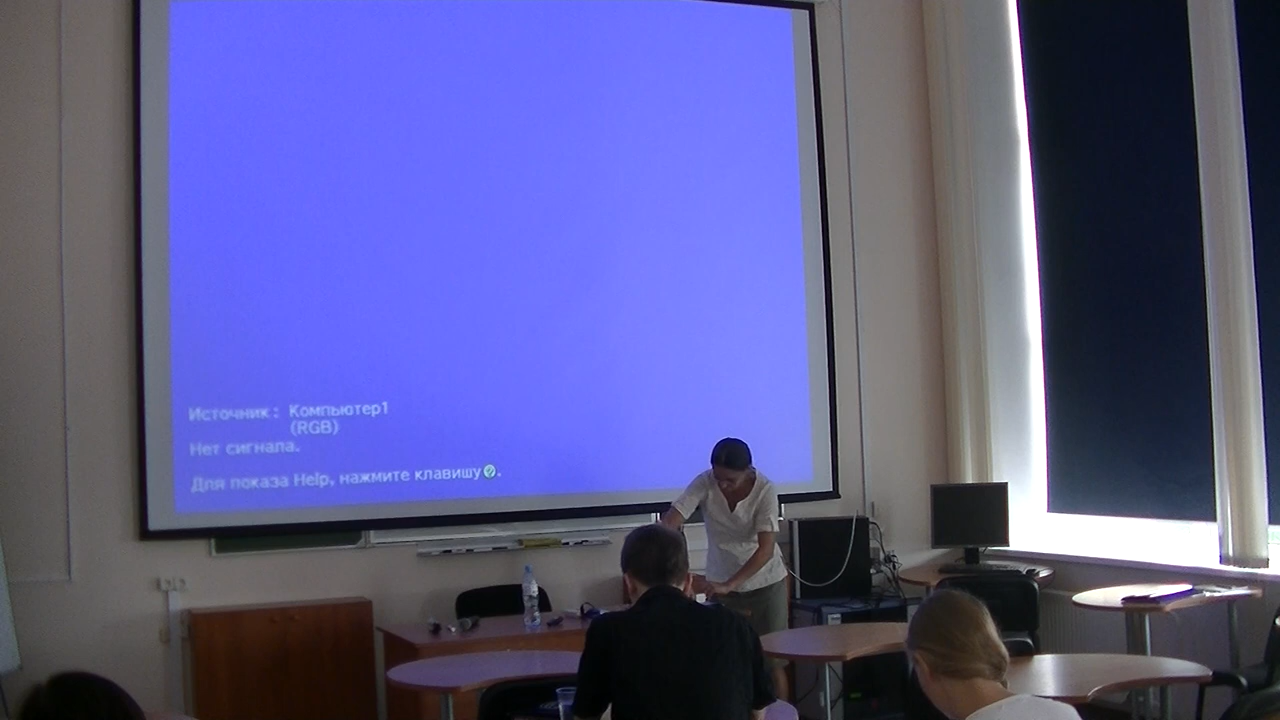 Источник: Компьютер1
(RGB)
Нет сигнала.
Для показа Help, нажмите клавишу?.